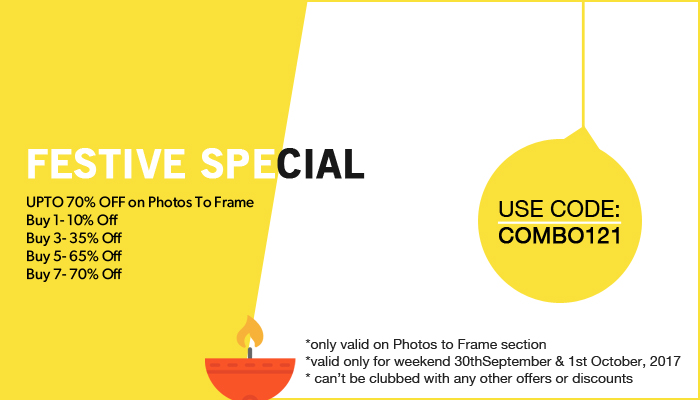 FESTIVE SPECIAL
UPTO 70% OFF on Photos To Frame
Buy 1- 10% Off
Buy 3- 35% Off
Buy 5- 65% Off
Buy 7- 70% Off
USE CODE:
COMBO121
*only valid on Photos to Frame section
*valid only for weekend 30thSeptember & 1st October, 2017
* can't be clubbed with any other offers or discounts